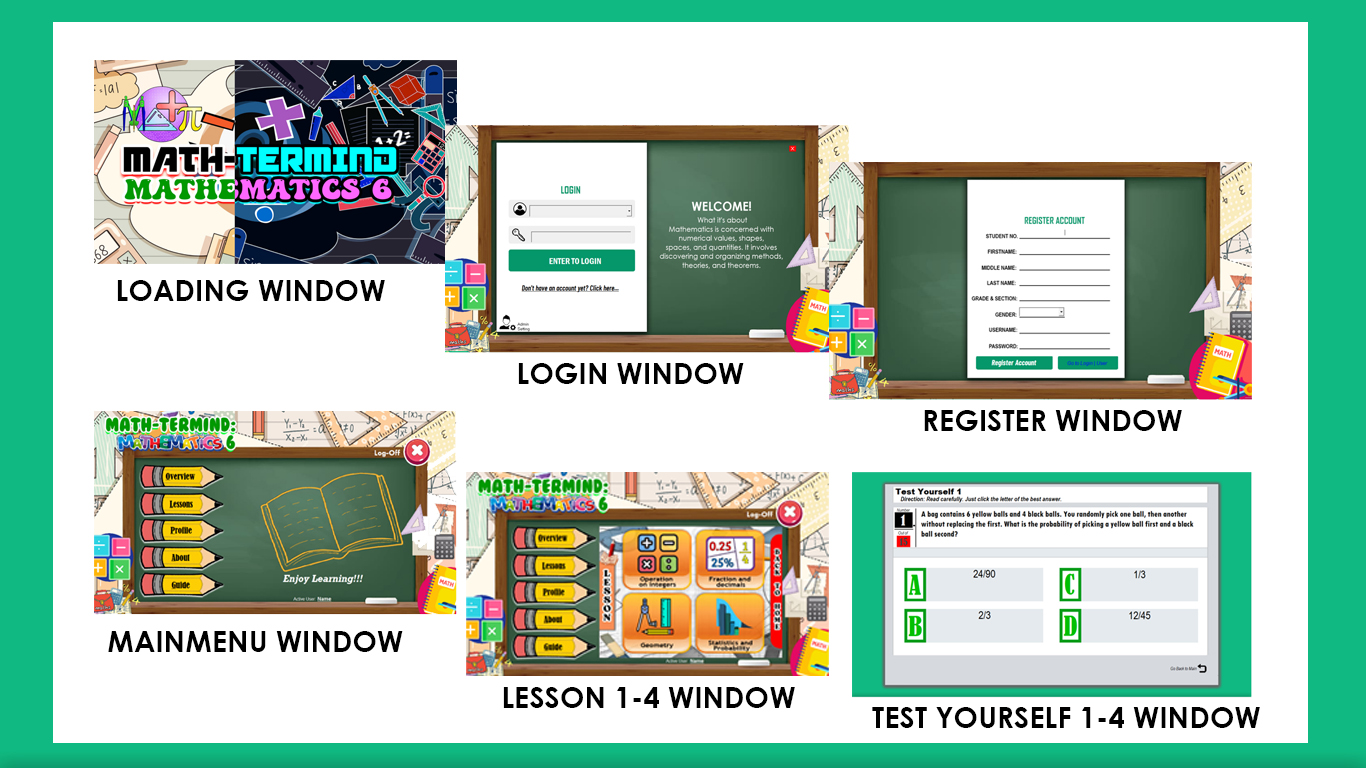 MATH-TERMIND
MATHEMATICS 6
LOADING WINDOW
LOGIN
ENTER TO LOGIN
Don't have an account yet? Click here...
Admin
Setting
WELCOME!
What it's about
Mathematics is concerned with
numerical values, shapes,
spaces, and quantities. It involves
discovering and organizing methods,
theories, and theorems.
MATH
LOGIN WINDOW
REGISTER ACCOUNT
STUDENT NO.
FIRSTNAME:
MIDDLE NAME:
LAST NAME:
GRADE & SECTION:
GENDER:
USERNAME:
PASSWORD:
Register Account
Go to Login | User
MATH
REGISTER WINDOW
MATH-TERMIND:
MATHEMATICS 6
Log-Off
Overview
Lessons
Profile
About
Guide
Enjoy Learning!!!
Active User: Name
MATH
MAINMENU WINDOW
MATH-TERMIND:
MATHEMATICS 6
Log-Off
Overview
Lessons
Profile
About
Guide
LESSON
Operation
on Integers
0.25
25%
Fraction and
decimals
Geometry
Statistics and
Probability
BACK TO HOME
Active User: Name
MATH
LESSON 1-4 WINDOW
Test Yourself 1
Direction: Read carefully. Just click the letter of the best answer.
Number
1
Out of
A bag contains 6 yellow balls and 4 black balls. You randomly pick one ball, then another
without replacing the first. What is the probability of picking a yellow ball first and a black
ball second?
A 24/90
C 1/3
B 2/3
D 12/45
Go Back to Main
TEST YOURSELF 1-4 WINDOW